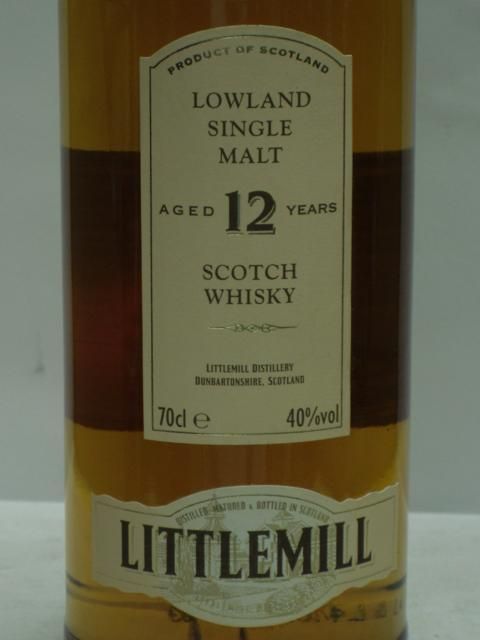 PRODUCT OF SCOTLAND
LOWLAND
SINGLE
MALT
AGED 12 YEARS
SCOTCH
WHISKY
LITTLEMILL DISTILLERY
DUNBARTONSHIRE, SCOTLAND
70cl e 40%vol
DISTILLED, MATURED & BOTTLED IN SCOTLAND
LITTLEMILL